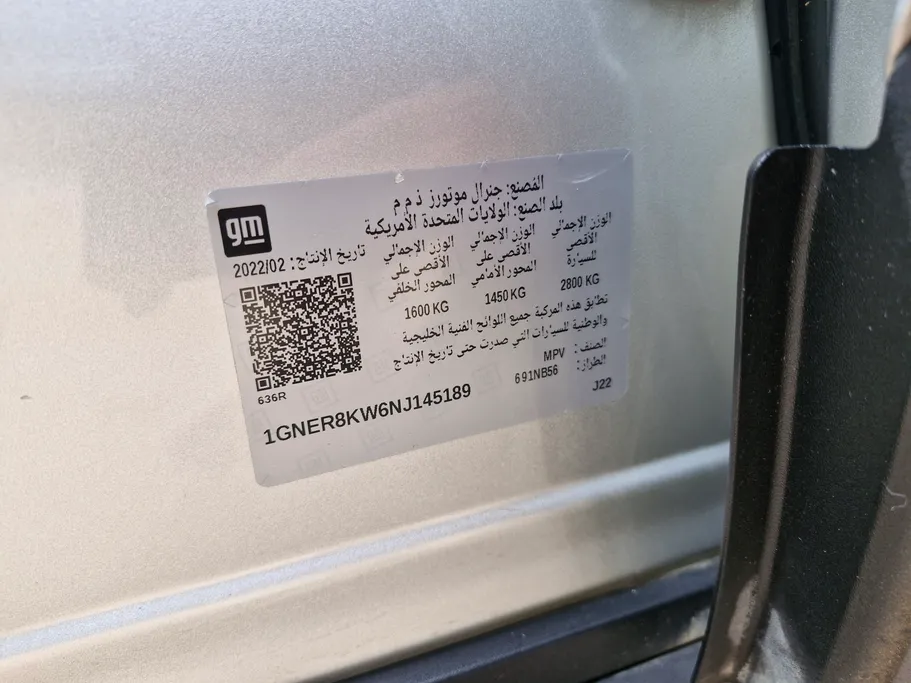 gm
المُصنع: جنرال موتورز ذ م م
بلد الصنع: الولايات المتحدة الأمريكية
تاريخ الإنتاج: 2022/02
الوزن الإجمالي الأقصى للسيارة
2800 KG
الوزن الإجمالي الأقصى على المحور الأمامي
1450 KG
الوزن الإجمالي الأقصى على المحور الخلفي
1600 KG
تطابق هذه المركبة جميع اللوائح الفنية الخليجية
والوطنية للسيارات التي صدرت حتى تاريخ الإنتاج
الصنف: MPV
الطراز: 691NB56
J22
636R
1GNER8KW6NJ145189